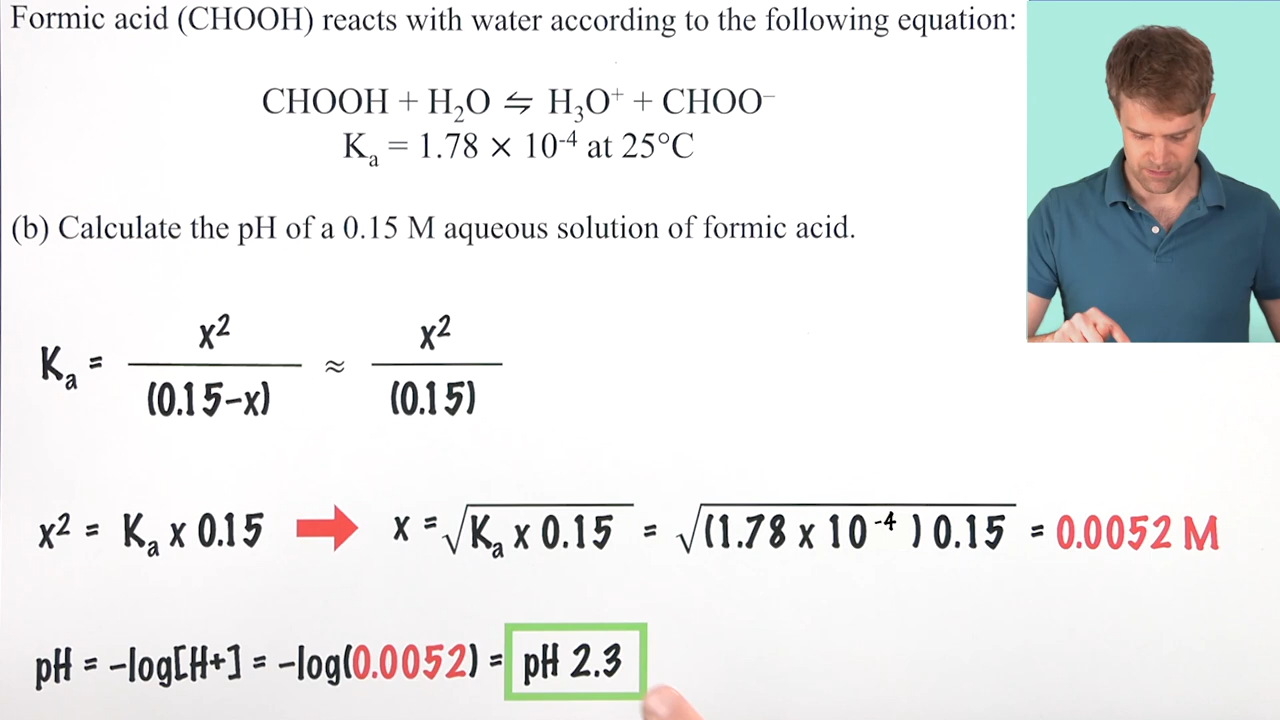 Formic acid (CHOOH) reacts with water according to the following equation:
CHOOH + H₂O ⇋ H₃O⁺ + CHOO⁻
Kₐ = 1.78 × 10⁻⁴ at 25°C
(b) Calculate the pH of a 0.15 M aqueous solution of formic acid.
Kₐ = x² / (0.15-x) ≈ x² / (0.15)
x² = Kₐ x 0.15 ➡ x = √(Kₐ x 0.15) = √((1.78 x 10⁻⁴) 0.15) = 0.0052 M
pH = -log[H+] = -log(0.0052) = pH 2.3